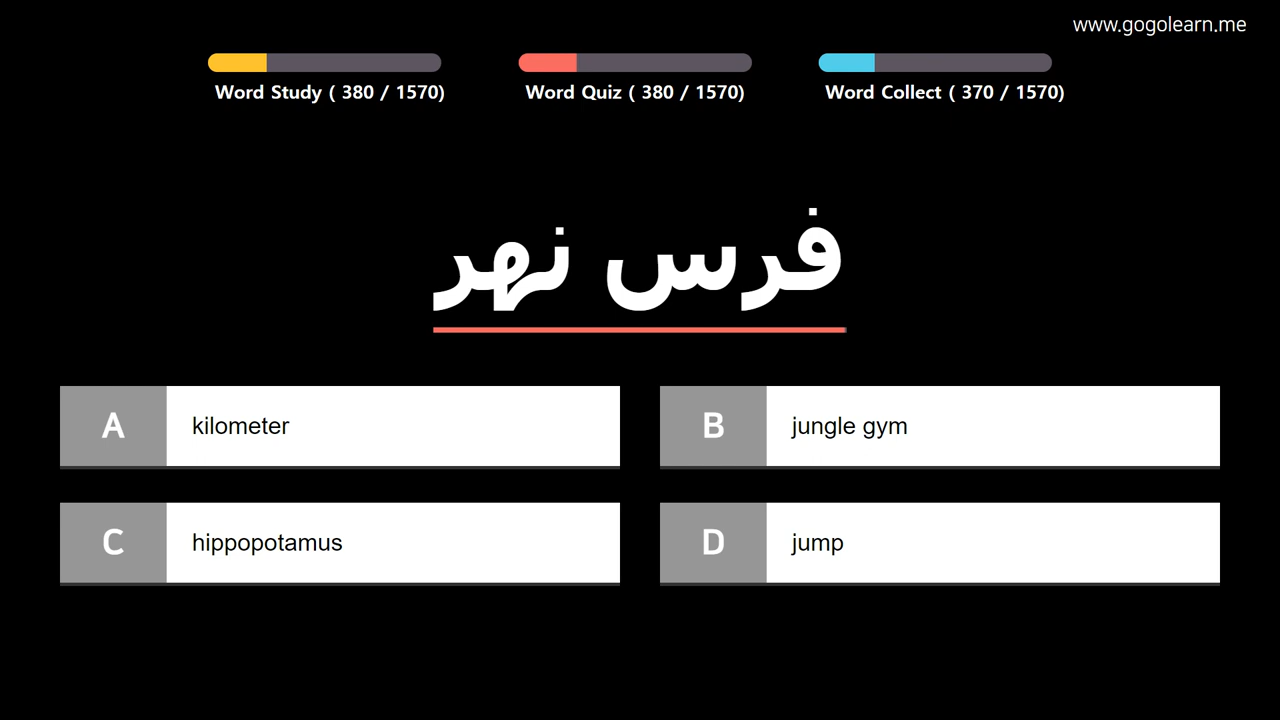 www.gogolearn.me
Word Study ( 380 / 1570)
Word Quiz ( 380 / 1570)
Word Collect ( 370 / 1570)
فرس نهر
A kilometer
B jungle gym
C hippopotamus
D jump